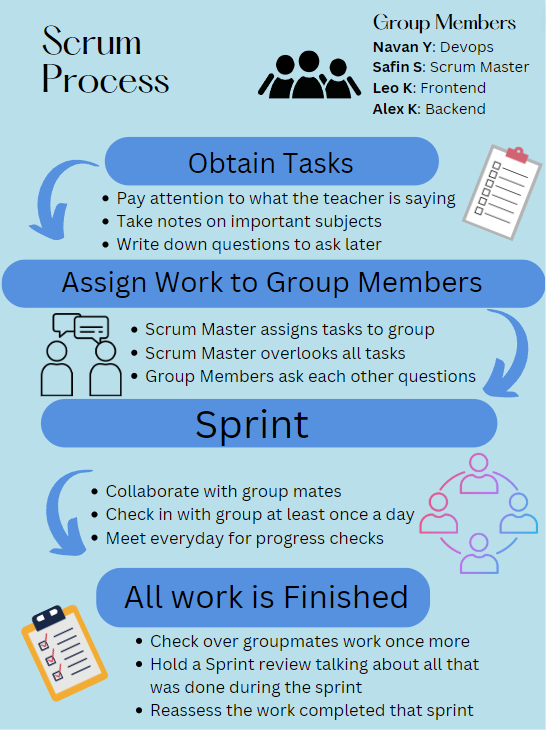 Scrum
Process
Group Members
Navan Y: Devops
Safin S: Scrum Master
Leo K: Frontend
Alex K: Backend
Obtain Tasks
• Pay attention to what the teacher is saying
• Take notes on important subjects
• Write down questions to ask later
Assign Work to Group Members
• Scrum Master assigns tasks to group
• Scrum Master overlooks all tasks
• Group Members ask each other questions
Sprint
• Collaborate with group mates
• Check in with group at least once a day
• Meet everyday for progress checks
All work is Finished
• Check over groupmates work once more
• Hold a Sprint review talking about all that
was done during the sprint
• Reassess the work completed that sprint